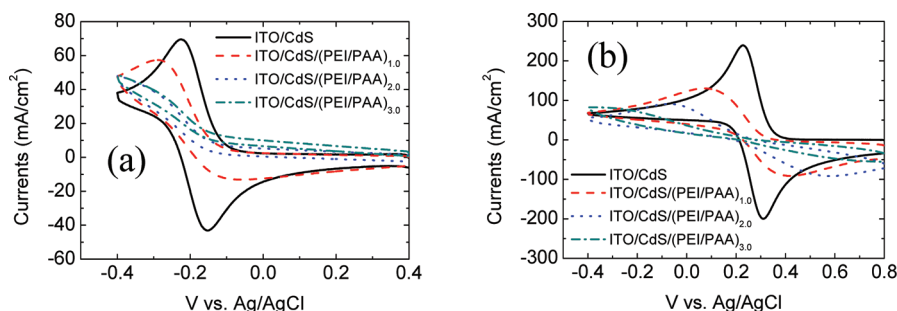 80
60
40
20
0
-20
-40
-60
Currents (mA/cm²)
ITO/CdS
ITO/CdS/(PEI/PAA)1.0
ITO/CdS/(PEI/PAA)2.0
ITO/CdS/(PEI/PAA)3.0
(a)
-0.4 -0.2 0.0 0.2 0.4
V vs. Ag/AgCl
300
200
100
0
-100
-200
-300
Currents (mA/cm²)
(b)
ITO/CdS
ITO/CdS/(PEI/PAA)1.0
ITO/CdS/(PEI/PAA)2.0
ITO/CdS/(PEI/PAA)3.0
-0.4 -0.2 0.0 0.2 0.4 0.6 0.8
V vs. Ag/AgCl